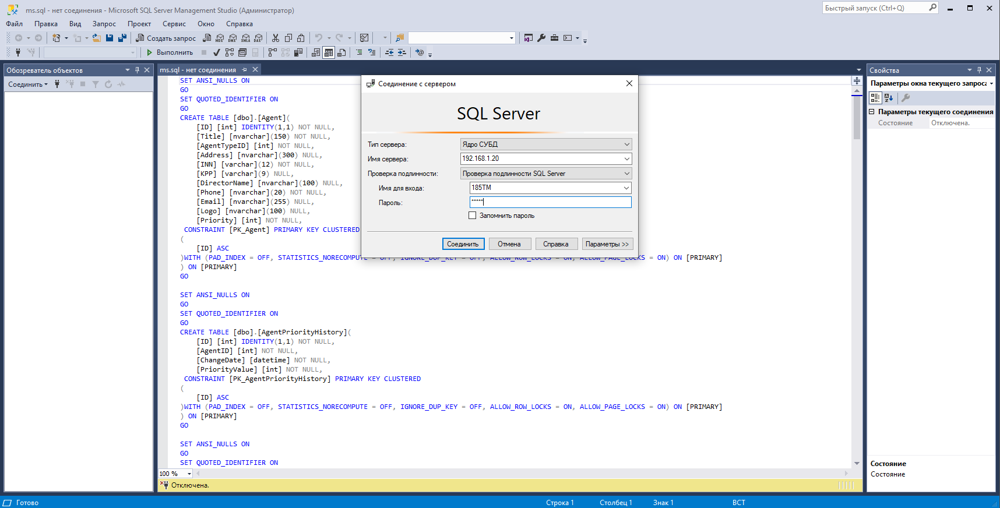 ms.sql - нет соединения - Microsoft SQL Server Management Studio (Администратор)
Быстрый запуск (Ctrl+Q)
Файл Правка Вид Запрос Проект Сервис Окно Справка
Создать запрос MDX DMX XMLA DAX
Выполнить
Обозреватель объектов
Соединить
ms.sql - нет соединения
SET ANSI_NULLS ON
GO
SET QUOTED_IDENTIFIER ON
GO
CREATE TABLE [dbo].[Agent](
[ID] [int] IDENTITY(1,1) NOT NULL,
[Title] [nvarchar](150) NOT NULL,
[AgentTypeID] [int] NOT NULL,
[Address] [nvarchar](300) NULL,
[INN] [varchar](12) NOT NULL,
[KPP] [varchar](9) NULL,
[DirectorName] [nvarchar](100) NULL,
[Phone] [nvarchar](20) NOT NULL,
[Email] [nvarchar](255) NULL,
[Logo] [nvarchar](100) NULL,
[Priority] [int] NOT NULL,
CONSTRAINT [PK_Agent] PRIMARY KEY CLUSTERED
(
[ID] ASC
)WITH (PAD_INDEX = OFF, STATISTICS_NORECOMPUTE = OFF, IGNORE_DUP_KEY = OFF, ALLOW_ROW_LOCKS = ON, ALLOW_PAGE_LOCKS = ON) ON [PRIMARY]
) ON [PRIMARY]
GO
SET ANSI_NULLS ON
GO
SET QUOTED_IDENTIFIER ON
GO
CREATE TABLE [dbo].[AgentPriorityHistory](
[ID] [int] IDENTITY(1,1) NOT NULL,
[AgentID] [int] NOT NULL,
[ChangeDate] [datetime] NOT NULL,
[PriorityValue] [int] NOT NULL,
CONSTRAINT [PK_AgentPriorityHistory] PRIMARY KEY CLUSTERED
(
[ID] ASC
)WITH (PAD_INDEX = OFF, STATISTICS_NORECOMPUTE = OFF, IGNORE_DUP_KEY = OFF, ALLOW_ROW_LOCKS = ON, ALLOW_PAGE_LOCKS = ON) ON [PRIMARY]
) ON [PRIMARY]
GO
SET ANSI_NULLS ON
GO
SET QUOTED_IDENTIFIER ON
100 %
Отключена.
Соединение с сервером
SQL Server
Тип сервера: Ядро СУБД
Имя сервера: 192.168.1.20
Проверка подлинности: Проверка подлинности SQL Server
Имя для входа: 185TM
Пароль: *****
Запомнить пароль
Соединить Отмена Справка Параметры >>
Свойства
Параметры окна текущего запроса
Параметры текущего соединения
Состояние Отключена.
Состояние
Состояние
Готово Строка 1 Столбец 1 Знак 1 ВСТ